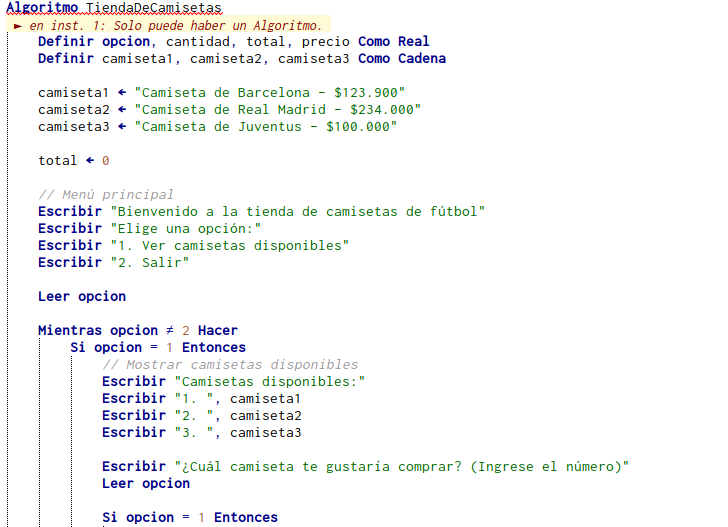 Algoritmo TiendaDeCamisetas
► en inst. 1: Solo puede haber un Algoritmo.
Definir opcion, cantidad, total, precio Como Real
Definir camiseta1, camiseta2, camiseta3 Como Cadena
camiseta1 ← "Camiseta de Barcelona - $123.900"
camiseta2 ← "Camiseta de Real Madrid - $234.000"
camiseta3 ← "Camiseta de Juventus - $100.000"
total ← 0
// Menú principal
Escribir "Bienvenido a la tienda de camisetas de fútbol"
Escribir "Elige una opción:"
Escribir "1. Ver camisetas disponibles"
Escribir "2. Salir"
Leer opcion
Mientras opcion ≠ 2 Hacer
Si opcion = 1 Entonces
// Mostrar camisetas disponibles
Escribir "Camisetas disponibles:"
Escribir "1. ", camiseta1
Escribir "2. ", camiseta2
Escribir "3. ", camiseta3
Escribir "¿Cuál camiseta te gustaría comprar? (Ingrese el número)"
Leer opcion
Si opcion = 1 Entonces